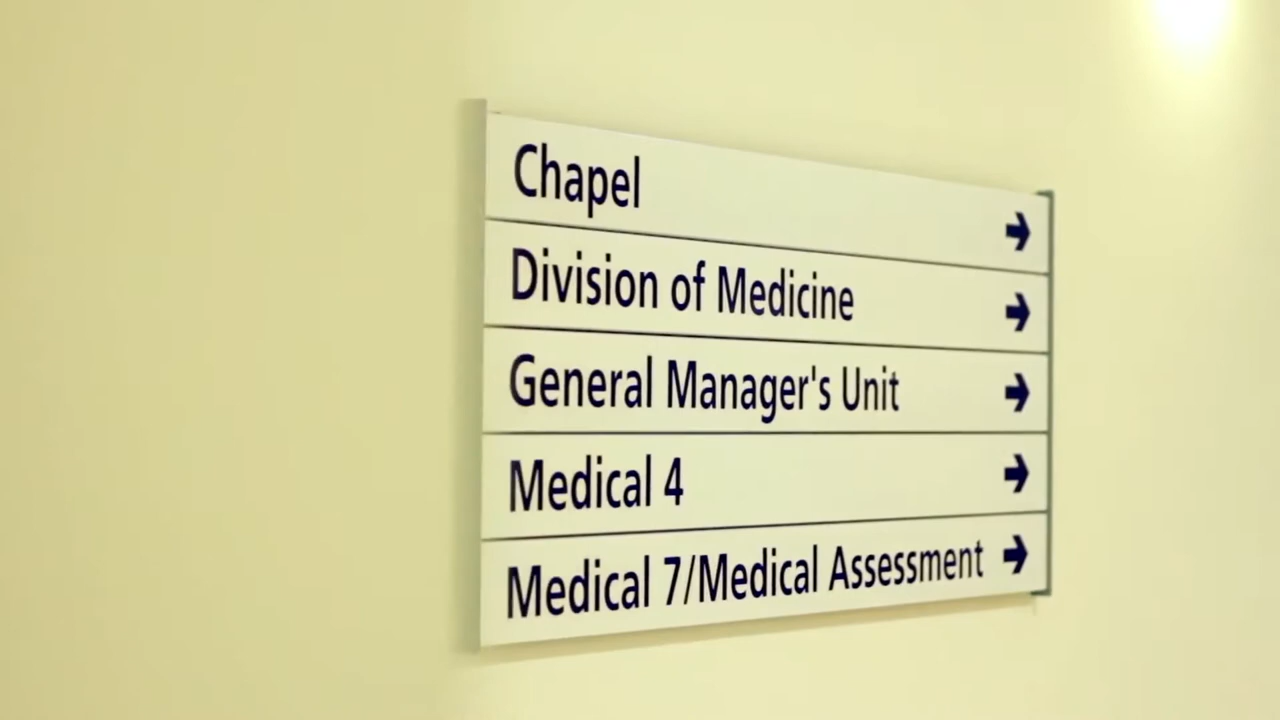 Chapel
Division of Medicine
General Manager's Unit
Medical 4
Medical 7/Medical Assessment